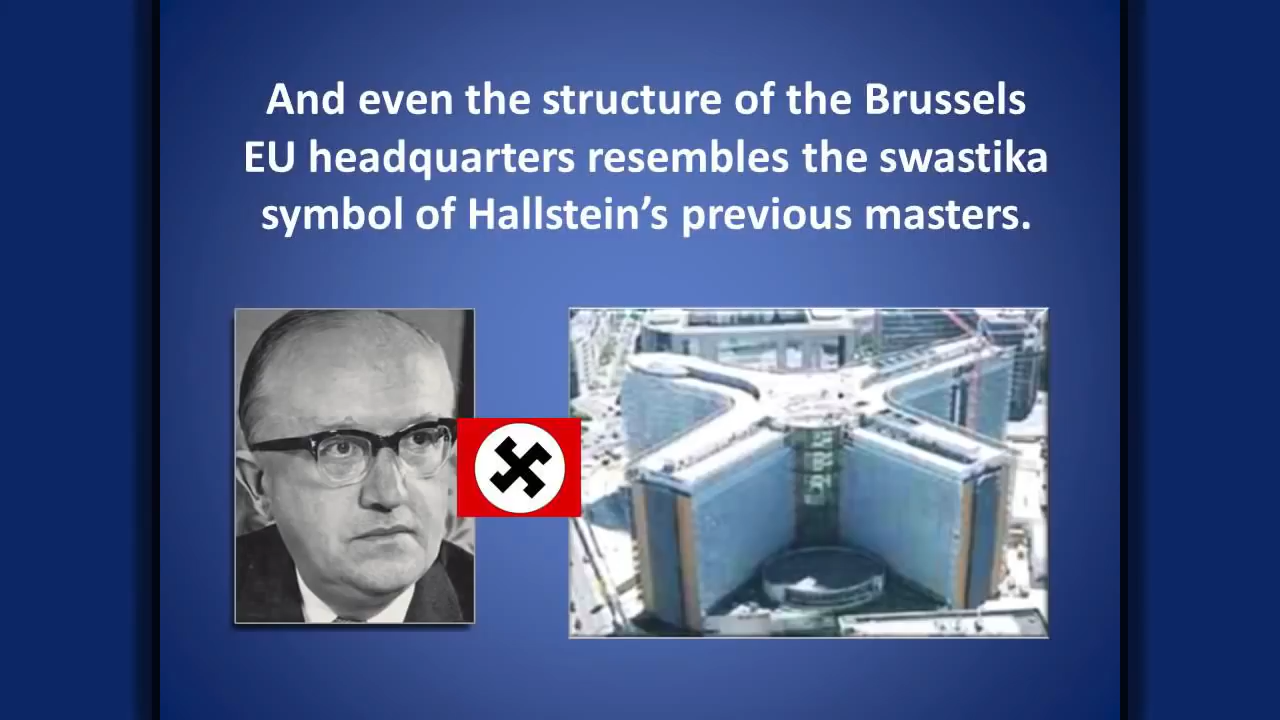 And even the structure of the Brussels
EU headquarters resembles the swastika
symbol of Hallstein’s previous masters.